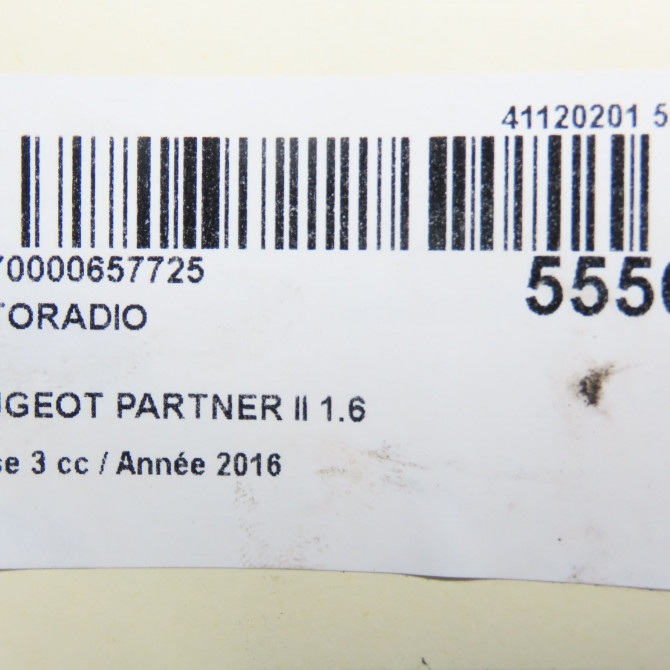 41120201 5
70000657725
555
TORADIO
GEOT PARTNER II 1.6
se 3 cc / Année 2016